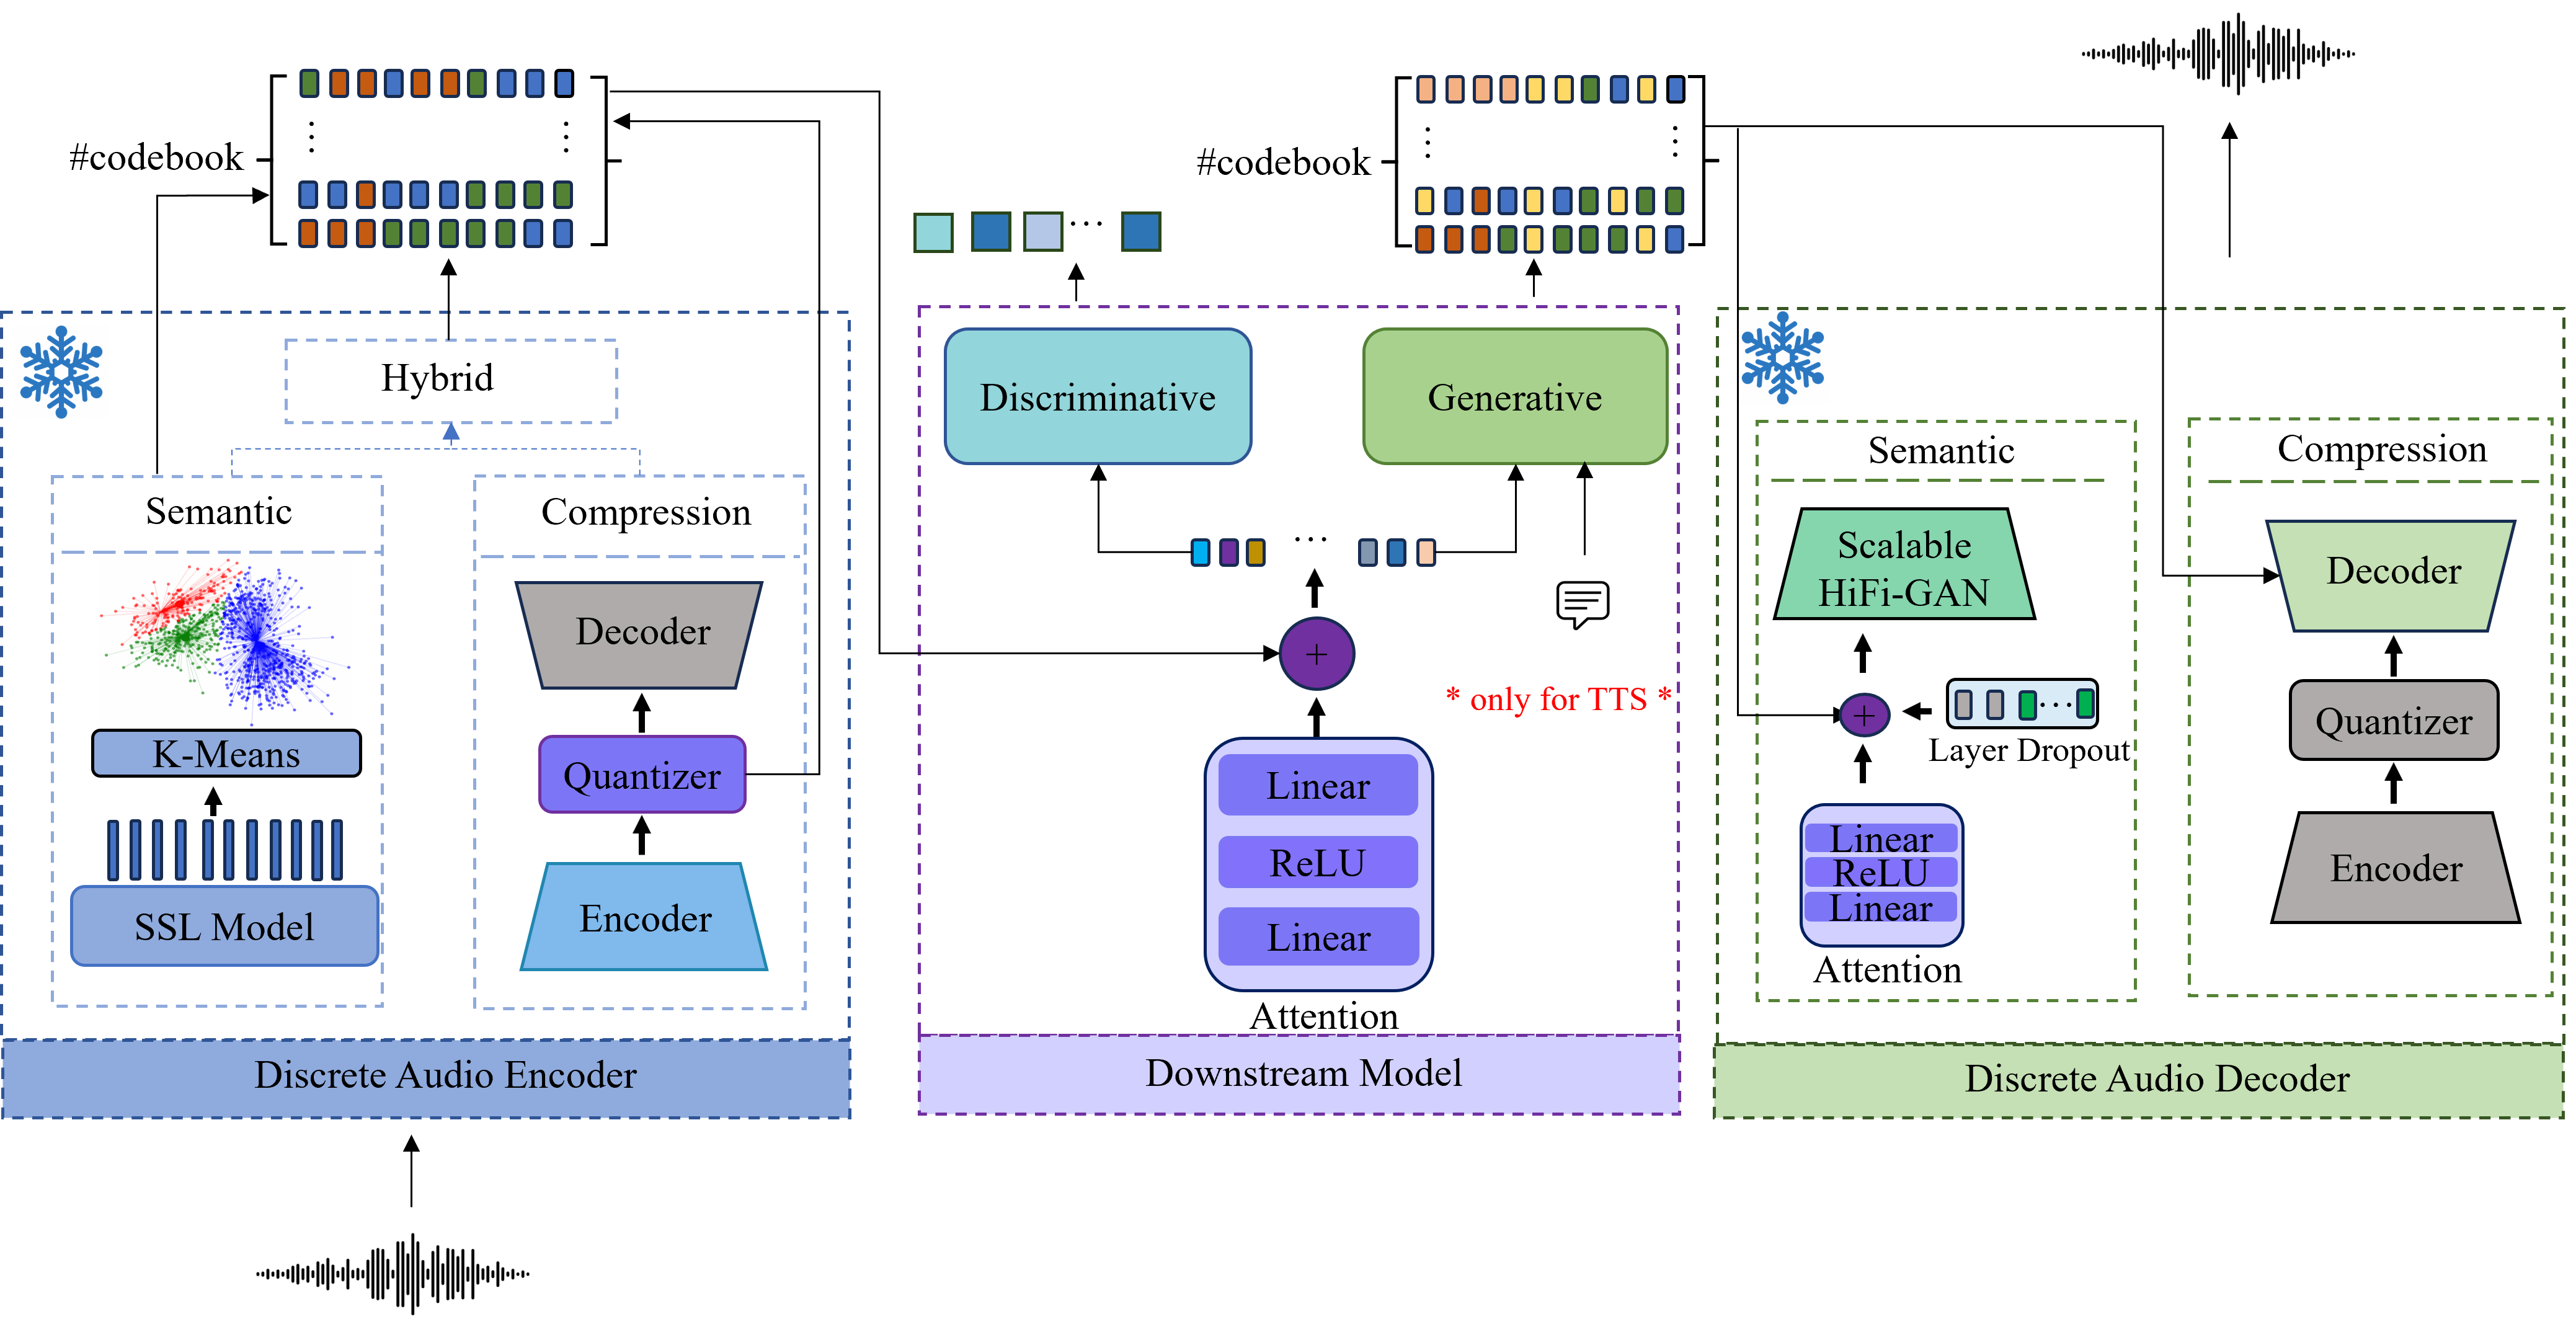 #codebook
Hybrid
Semantic
K-Means
SSL Model
Compression
Decoder
Quantizer
Encoder
Discrete Audio Encoder
#codebook
Discriminative
Generative
+
* only for TTS *
Linear
ReLU
Linear
Attention
Downstream Model
Semantic
Scalable
HiFi-GAN
+
Layer Dropout
Linear
ReLU
Linear
Attention
Compression
Decoder
Quantizer
Encoder
Discrete Audio Decoder